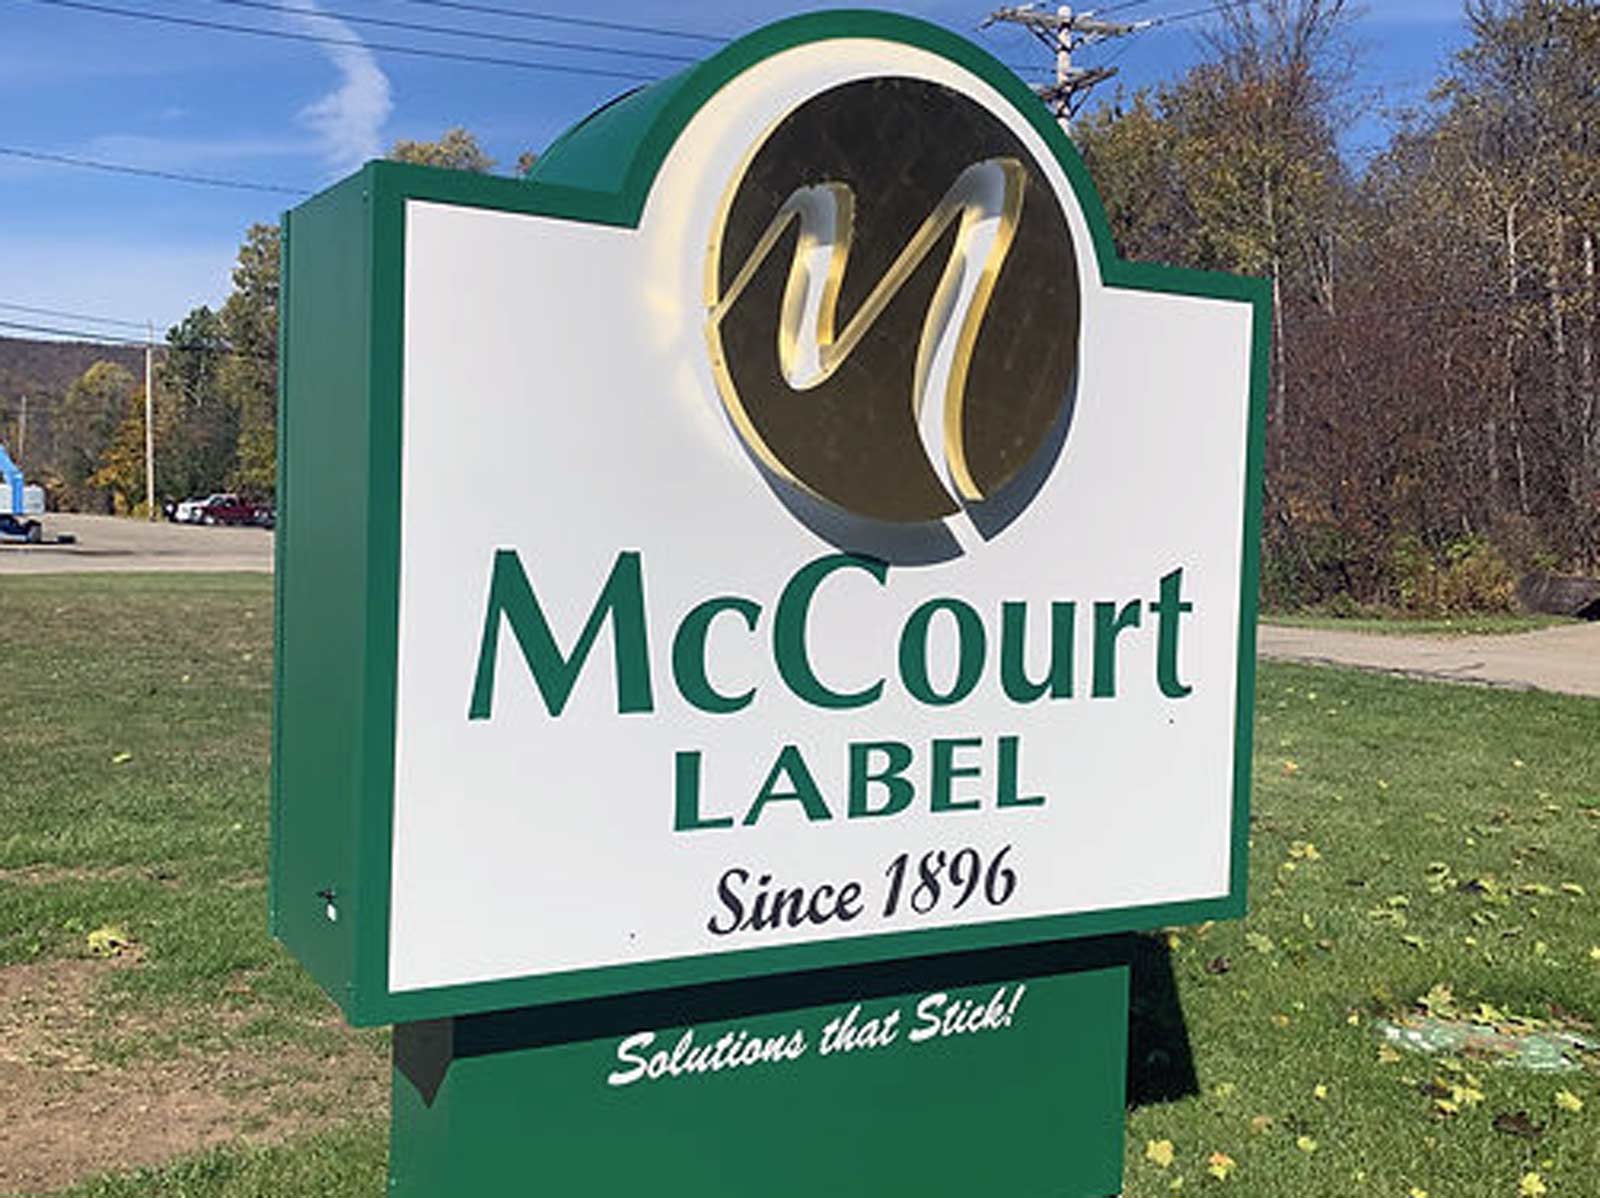 M
McCourt
LABEL
Since 1896
Solutions that Stick!